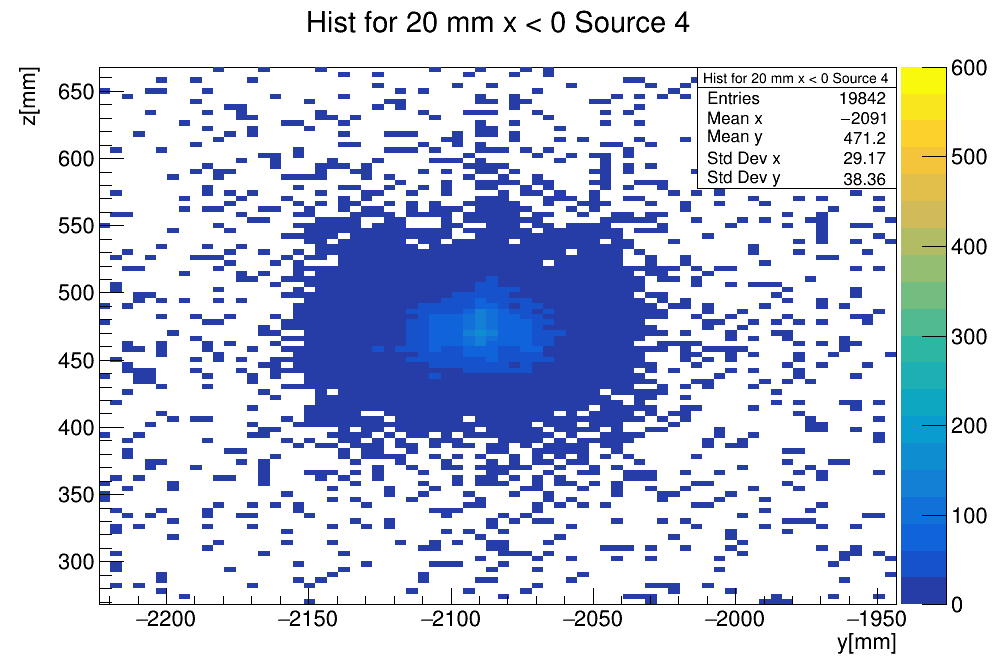 Hist for 20 mm x < 0 Source 4
z[mm]
650
600
550
500
450
400
350
300
Hist for 20 mm x < 0 Source 4
Entries 19842
Mean x −2091
Mean y 471.2
Std Dev x 29.17
Std Dev y 38.36
600
500
400
300
200
100
0
−2200 −2150 −2100 −2050 −2000 −1950
y[mm]